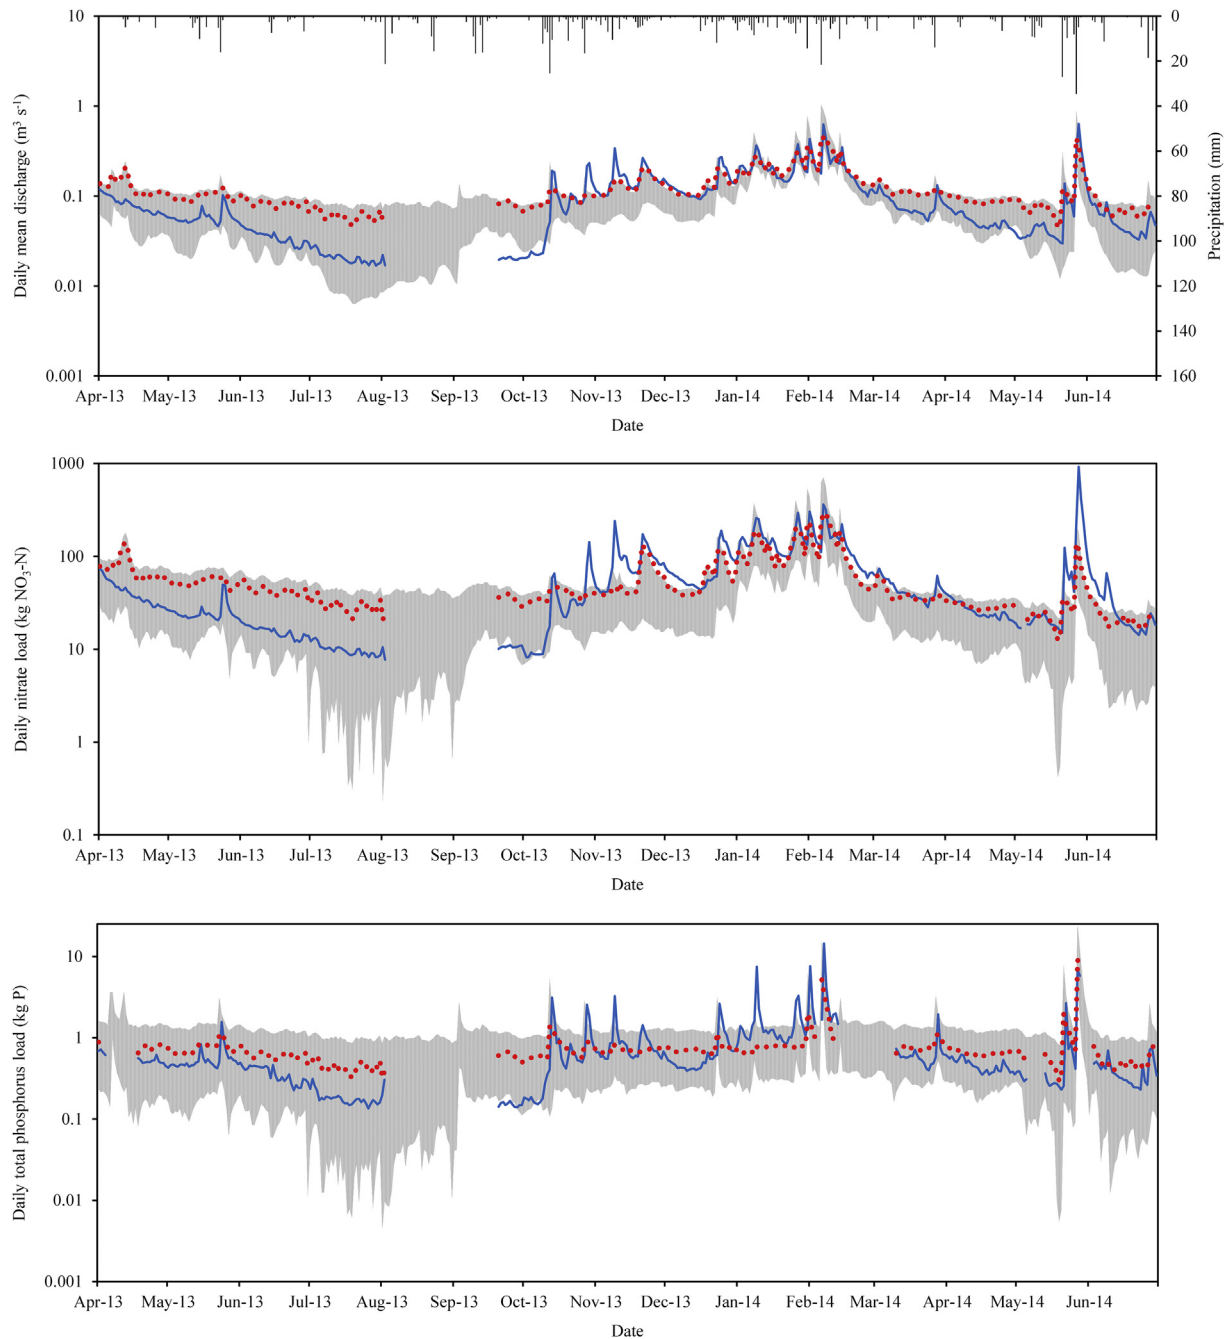 10 1 0.1 0.01 0.001
Daily mean discharge (m³ s⁻¹)
0 20 40 60 80 100 120 140 160
Precipitation (mm)
Apr-13 May-13 Jun-13 Jul-13 Aug-13 Sep-13 Oct-13 Nov-13 Dec-13 Jan-14 Feb-14 Mar-14 Apr-14 May-14 Jun-14
Date
1000 100 10 1 0.1
Daily nitrate load (kg NO₃-N)
Apr-13 May-13 Jun-13 Jul-13 Aug-13 Sep-13 Oct-13 Nov-13 Dec-13 Jan-14 Feb-14 Mar-14 Apr-14 May-14 Jun-14
Date
10 1 0.1 0.01 0.001
Daily total phosphorus load (kg P)
Apr-13 May-13 Jun-13 Jul-13 Aug-13 Sep-13 Oct-13 Nov-13 Dec-13 Jan-14 Feb-14 Mar-14 Apr-14 May-14 Jun-14
Date